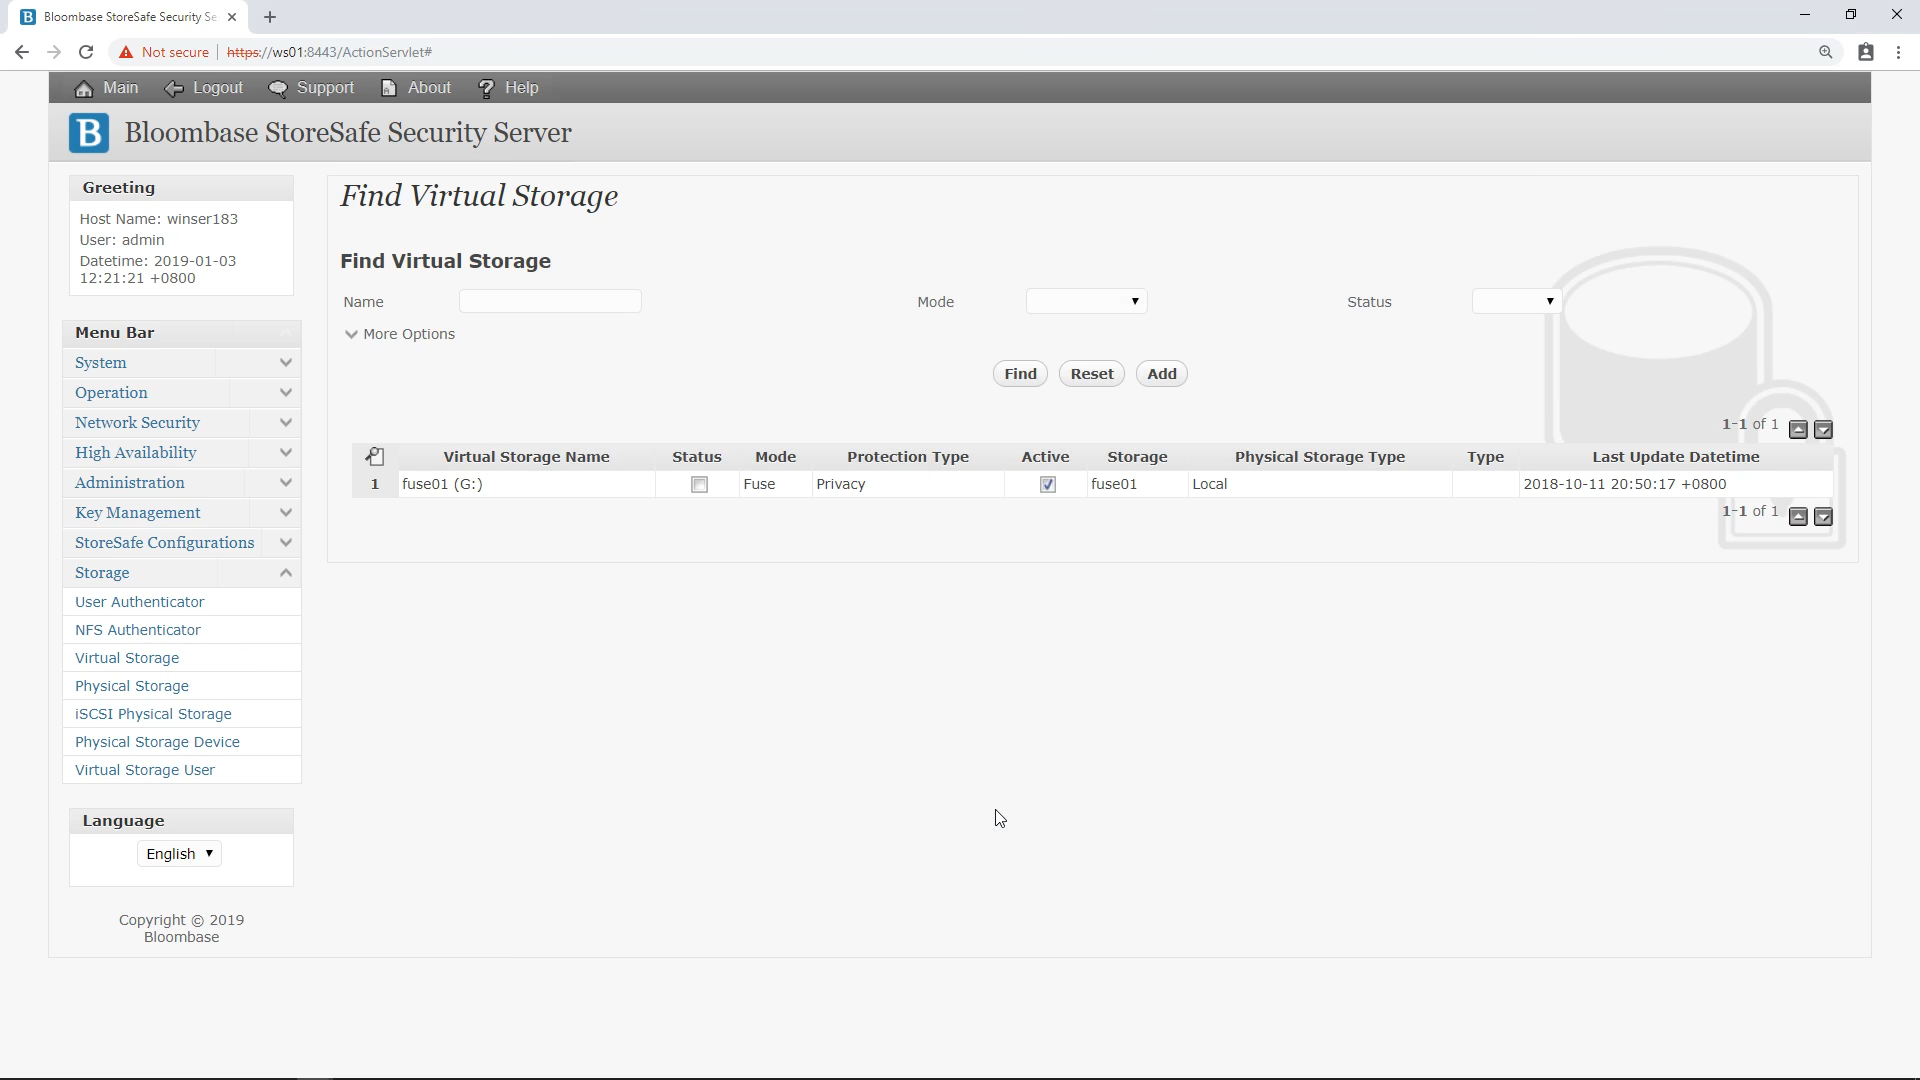 Bloombase StoreSafe Security Se
Not secure https://ws01:8443/ActionServlet#
Main Logout Support About Help
B Bloombase StoreSafe Security Server
Greeting
Host Name: winser183
User: admin
Datetime: 2019-01-03
12:21:21 +0800
Menu Bar
System
Operation
Network Security
High Availability
Administration
Key Management
StoreSafe Configurations
Storage
User Authenticator
NFS Authenticator
Virtual Storage
Physical Storage
iSCSI Physical Storage
Physical Storage Device
Virtual Storage User
Language
English
Copyright © 2019
Bloombase
Find Virtual Storage
Find Virtual Storage
Name Mode Status
More Options
Find Reset Add
1-1 of 1
Virtual Storage Name Status Mode Protection Type Active Storage Physical Storage Type Type Last Update Datetime
1 fuse01 (G:) Fuse Privacy fuse01 Local 2018-10-11 20:50:17 +0800
1-1 of 1